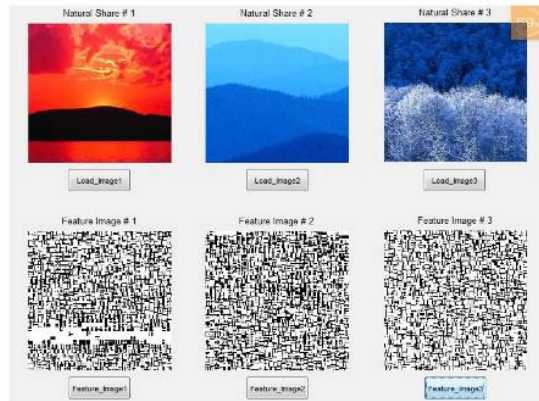 Natural Share # 1 Natural Share # 2 Natural Share # 3
Load_Image1 Load_Image2 Load_Image3
Feature Image # 1 Feature Image # 2 Feature Image # 3
Feature_Image1 Feature_Image2 Feature_Image3